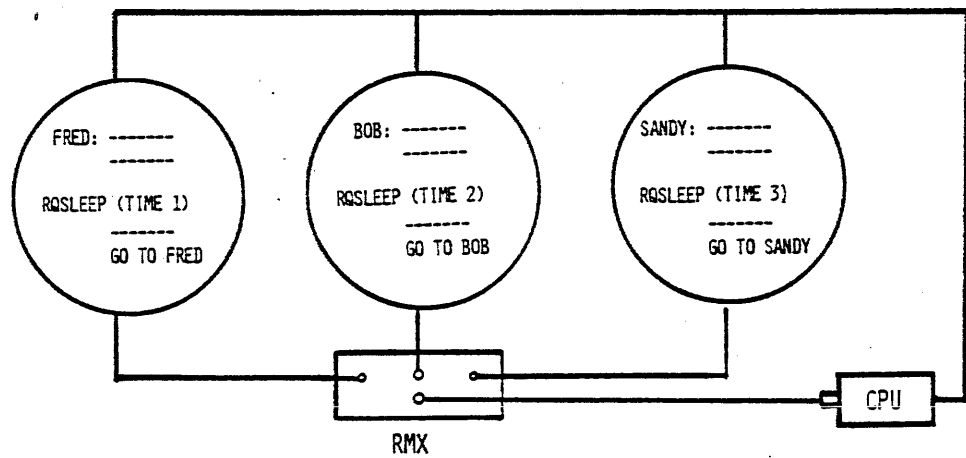 FRED: -------
-------
RQSLEEP (TIME 1)
-------
GO TO FRED
BOB: -------
-------
RQSLEEP (TIME 2)
-------
GO TO BOB
SANDY: -------
-------
RQSLEEP (TIME 3)
-------
GO TO SANDY
RMX
CPU